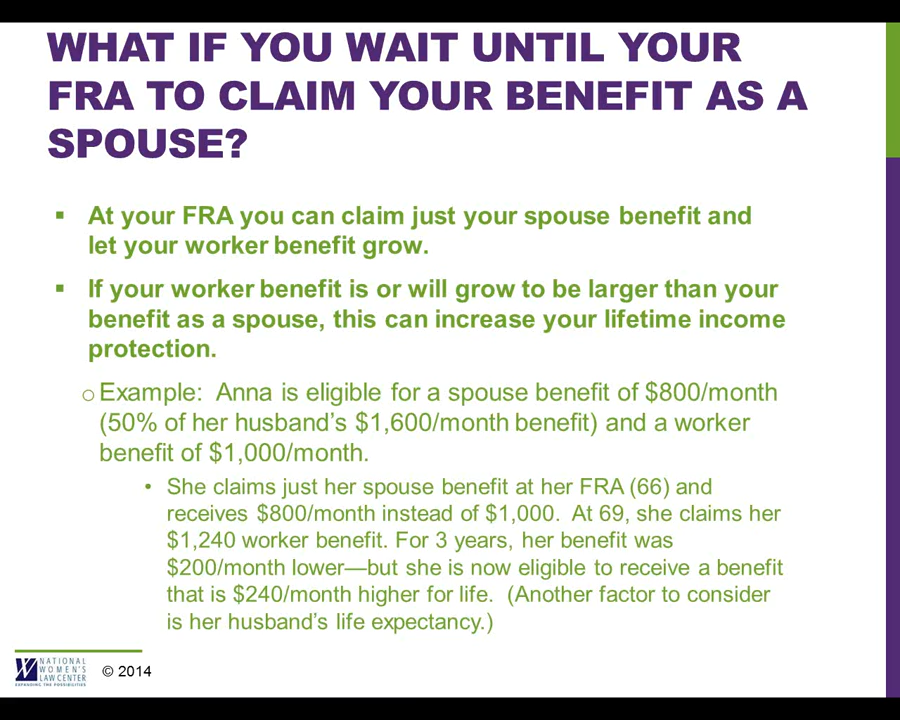 WHAT IF YOU WAIT UNTIL YOUR
FRA TO CLAIM YOUR BENEFIT AS A
SPOUSE?
▪ At your FRA you can claim just your spouse benefit and
let your worker benefit grow.
▪ If your worker benefit is or will grow to be larger than your
benefit as a spouse, this can increase your lifetime income
protection.
o Example: Anna is eligible for a spouse benefit of $800/month
(50% of her husband’s $1,600/month benefit) and a worker
benefit of $1,000/month.
• She claims just her spouse benefit at her FRA (66) and
receives $800/month instead of $1,000. At 69, she claims her
$1,240 worker benefit. For 3 years, her benefit was
$200/month lower—but she is now eligible to receive a benefit
that is $240/month higher for life. (Another factor to consider
is her husband’s life expectancy.)
W NATIONAL
WOMEN'S
LAW CENTER
EXPANDING THE POSSIBILITIES
© 2014